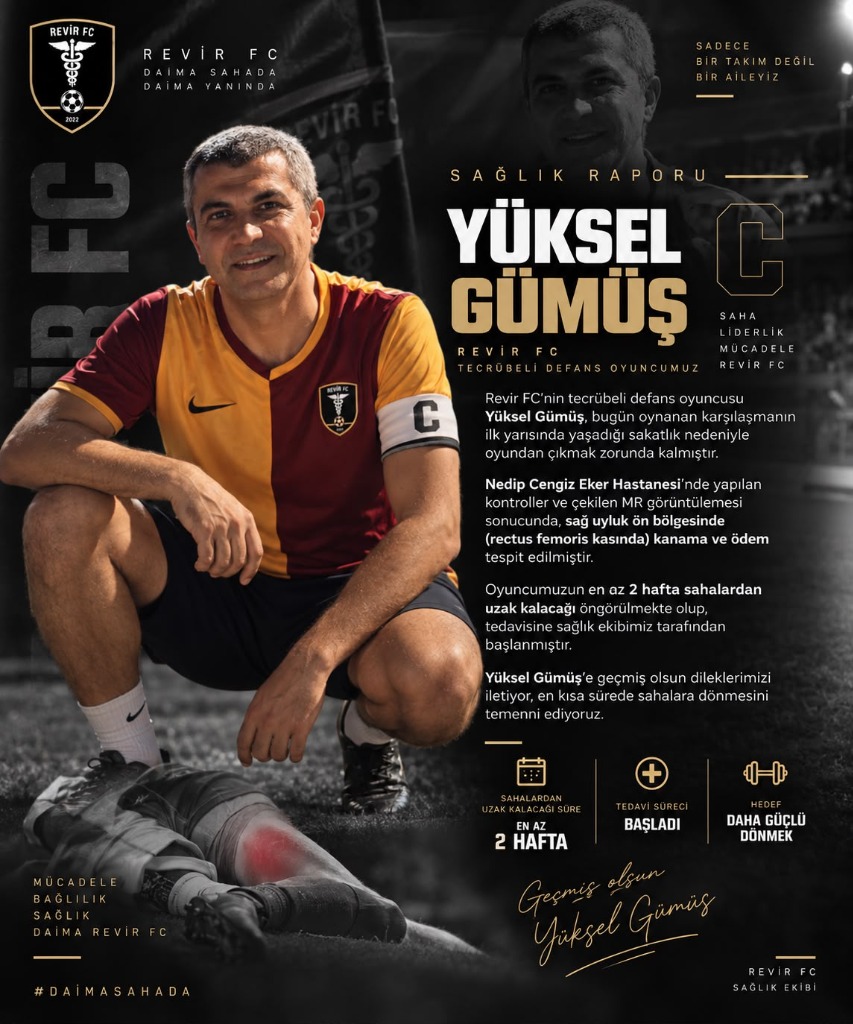 REVİR FC
2022
REVİR FC
DAİMA SAHADA
DAİMA YANINDA
SADECE
BİR TAKIM DEĞİL
BİR AİLEYİZ
SAĞLIK RAPORU
YÜKSEL
GÜMÜŞ
C
SAHA
LİDERLİK
MÜCADELE
REVİR FC
REVİR FC
TECRÜBELİ DEFANS OYUNCUMUZ
Revir FC'nin tecrübeli defans oyuncusu
Yüksel Gümüş, bugün oynanan karşılaşmanın
ilk yarısında yaşadığı sakatlık nedeniyle
oyundan çıkmak zorunda kalmıştır.
Nedip Cengiz Eker Hastanesi'nde yapılan
kontroller ve çekilen MR görüntülemesi
sonucunda, sağ uyluk ön bölgesinde
(rectus femoris kasında) kanama ve ödem
tespit edilmiştir.
Oyuncumuzun en az 2 hafta sahalardan
uzak kalacağı öngörülmekte olup,
tedavisine sağlık ekibimiz tarafından
başlanmıştır.
Yüksel Gümüş'e geçmiş olsun dileklerimizi
iletiyor, en kısa sürede sahalara dönmesini
temenni ediyoruz.
SAHALARDAN
UZAK KALACAĞI SÜRE
EN AZ
2 HAFTA
TEDAVİ SÜRECİ
BAŞLADI
HEDEF
DAHA GÜÇLÜ
DÖNMEK
Geçmiş olsun
Yüksel Gümüş
REVİR FC
C
MÜCADELE
BAĞLILIK
SAĞLIK
DAİMA REVİR FC
#DAİMASAHADA
REVİR FC
SAĞLIK EKİBİ